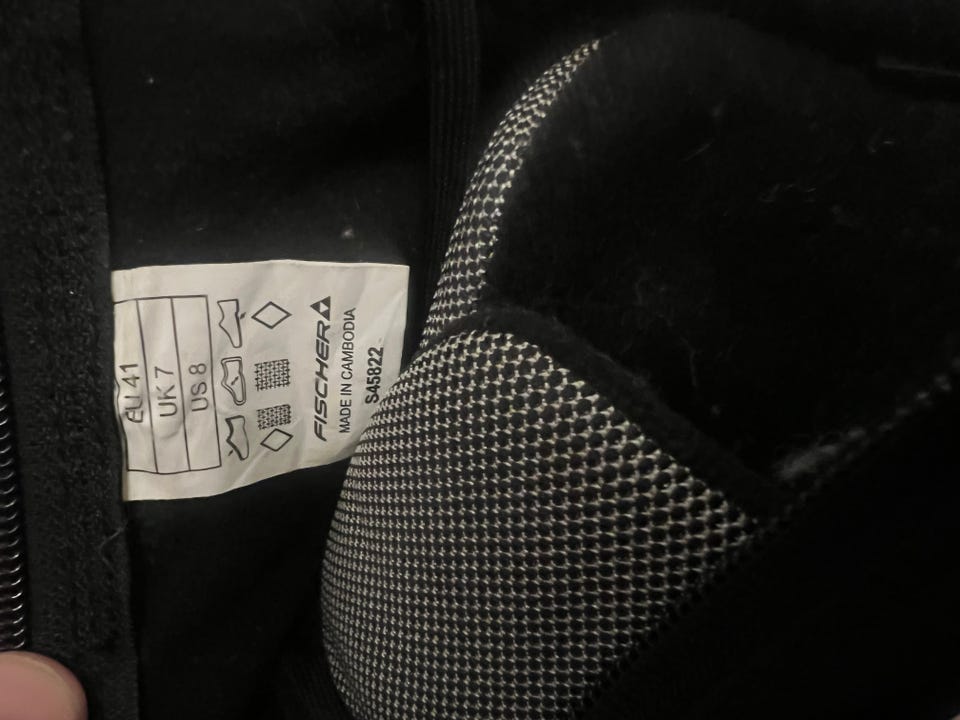 EU 41
UK 7
US 8
FISCHER
MADE IN CAMBODIA
S45822